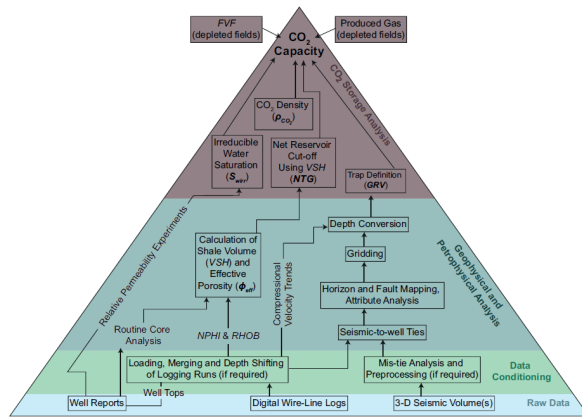 FVF
(depleted fields)
Produced Gas
(depleted fields)
CO2
Capacity
CO2 Storage Analysis
CO2 Density
(ρCO2)
Irreducible
Water
Saturation
(Swirr)
Net Reservoir
Cut-off
Using VSH
(NTG)
Trap Definition
(GRV)
Relative Permeability Experiments
Calculation of
Shale Volume
(VSH) and
Effective
Porosity (ϕeff)
Compressional
Velocity Trends
Depth Conversion
Gridding
Horizon and Fault Mapping,
Attribute Analysis
Seismic-to-well Ties
Geophysical and
Petrophysical Analysis
Routine Core
Analysis
NPHI & RHOB
Loading, Merging and Depth Shifting
of Logging Runs (if required)
Mis-tie Analysis and
Preprocessing (if required)
Data
Conditioning
Well Tops
Well Reports
Digital Wire-Line Logs
3-D Seismic Volume(s)
Raw Data